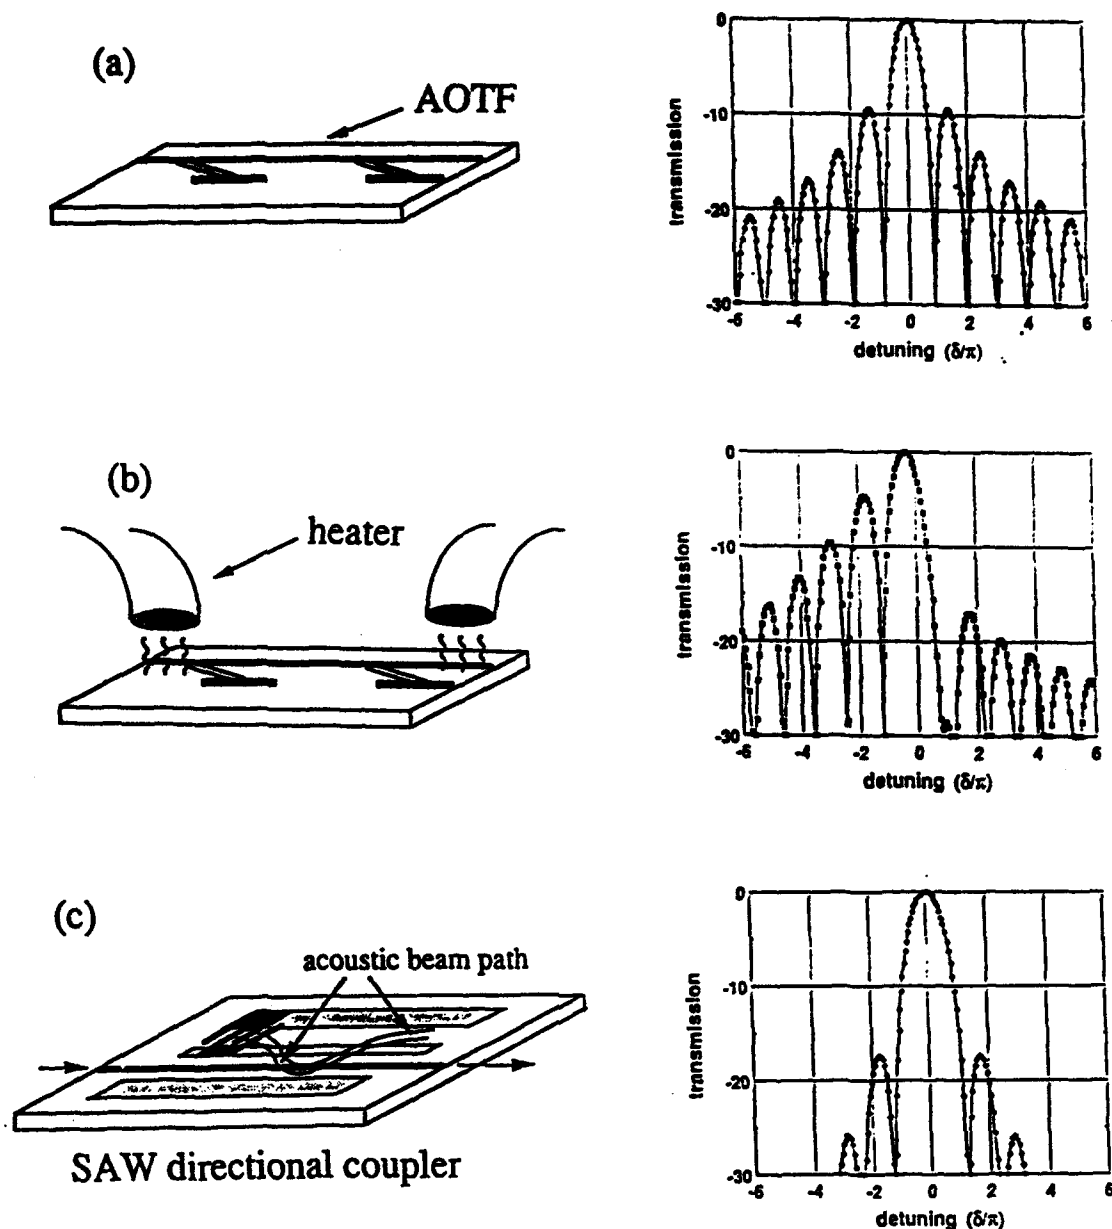 (a)
AOTF
0
-10
-20
-30
transmission
-6 -4 -2 0 2 4 6
detuning (δ/π)
(b)
heater
0
-10
-20
-30
transmission
-6 -4 -2 0 2 4 6
detuning (δ/π)
(c)
acoustic beam path
SAW directional coupler
0
-10
-20
-30
transmission
-6 -4 -2 0 2 4 6
detuning (δ/π)